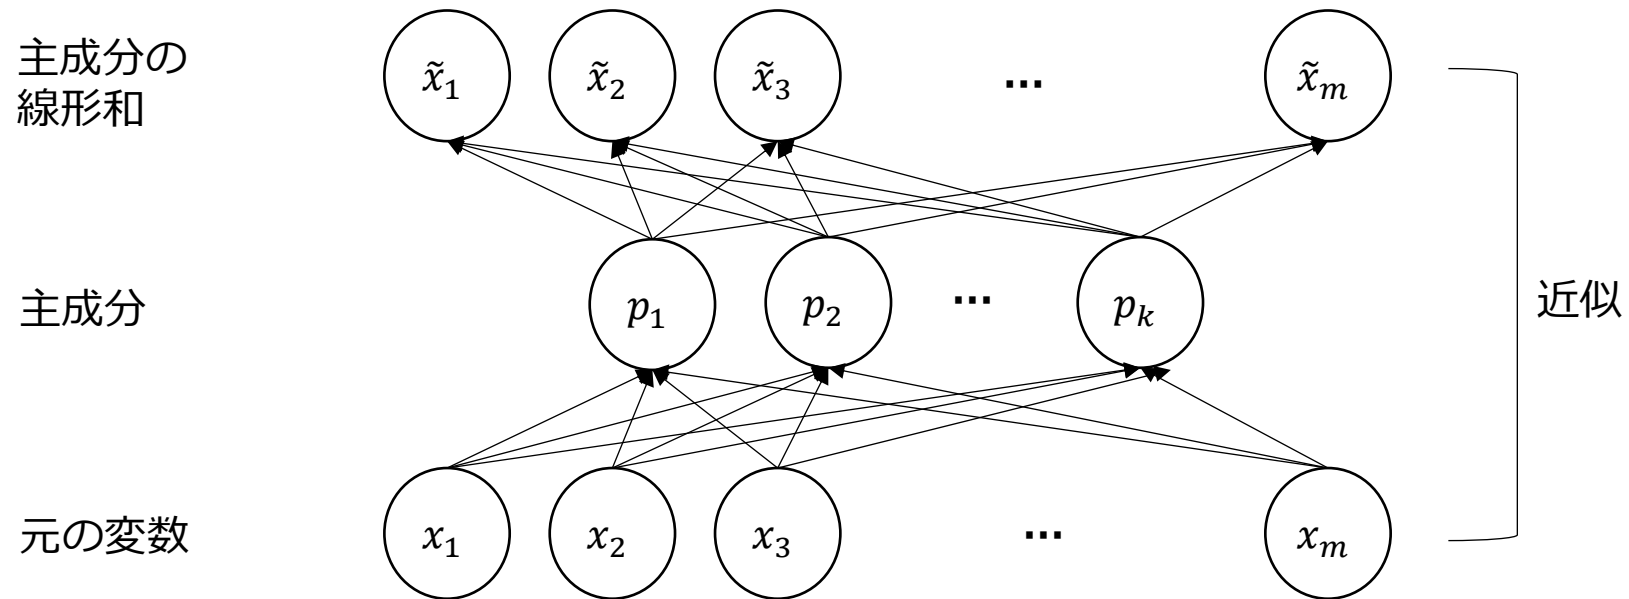 主成分の
線形和
x̃₁ x̃₂ x̃₃ … x̃ₘ
主成分
p₁ p₂ … pₖ
近似
元の変数
x₁ x₂ x₃ … xₘ